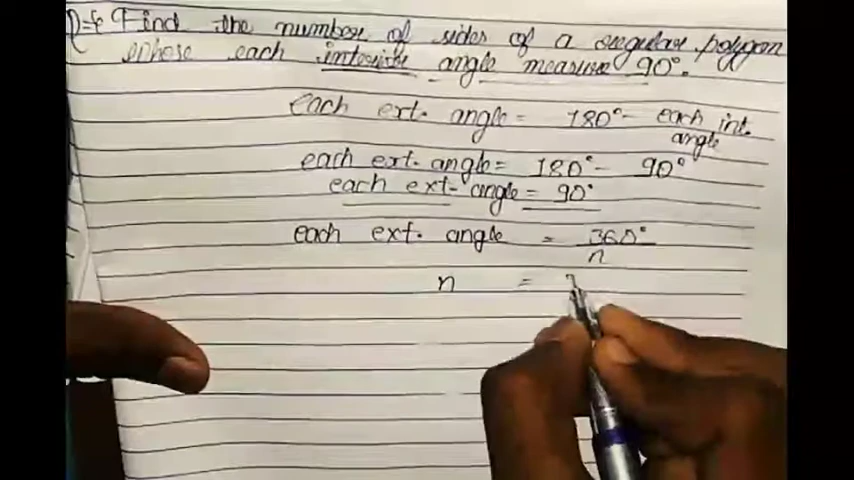 Q-4 Find the number of sides of a regular polygon
whose each interior angle measure 90°.
each ext. angle = 180° - each int. angle
each ext. angle = 180° - 90°
each ext. angle = 90°
each ext. angle = 360°
n
n =